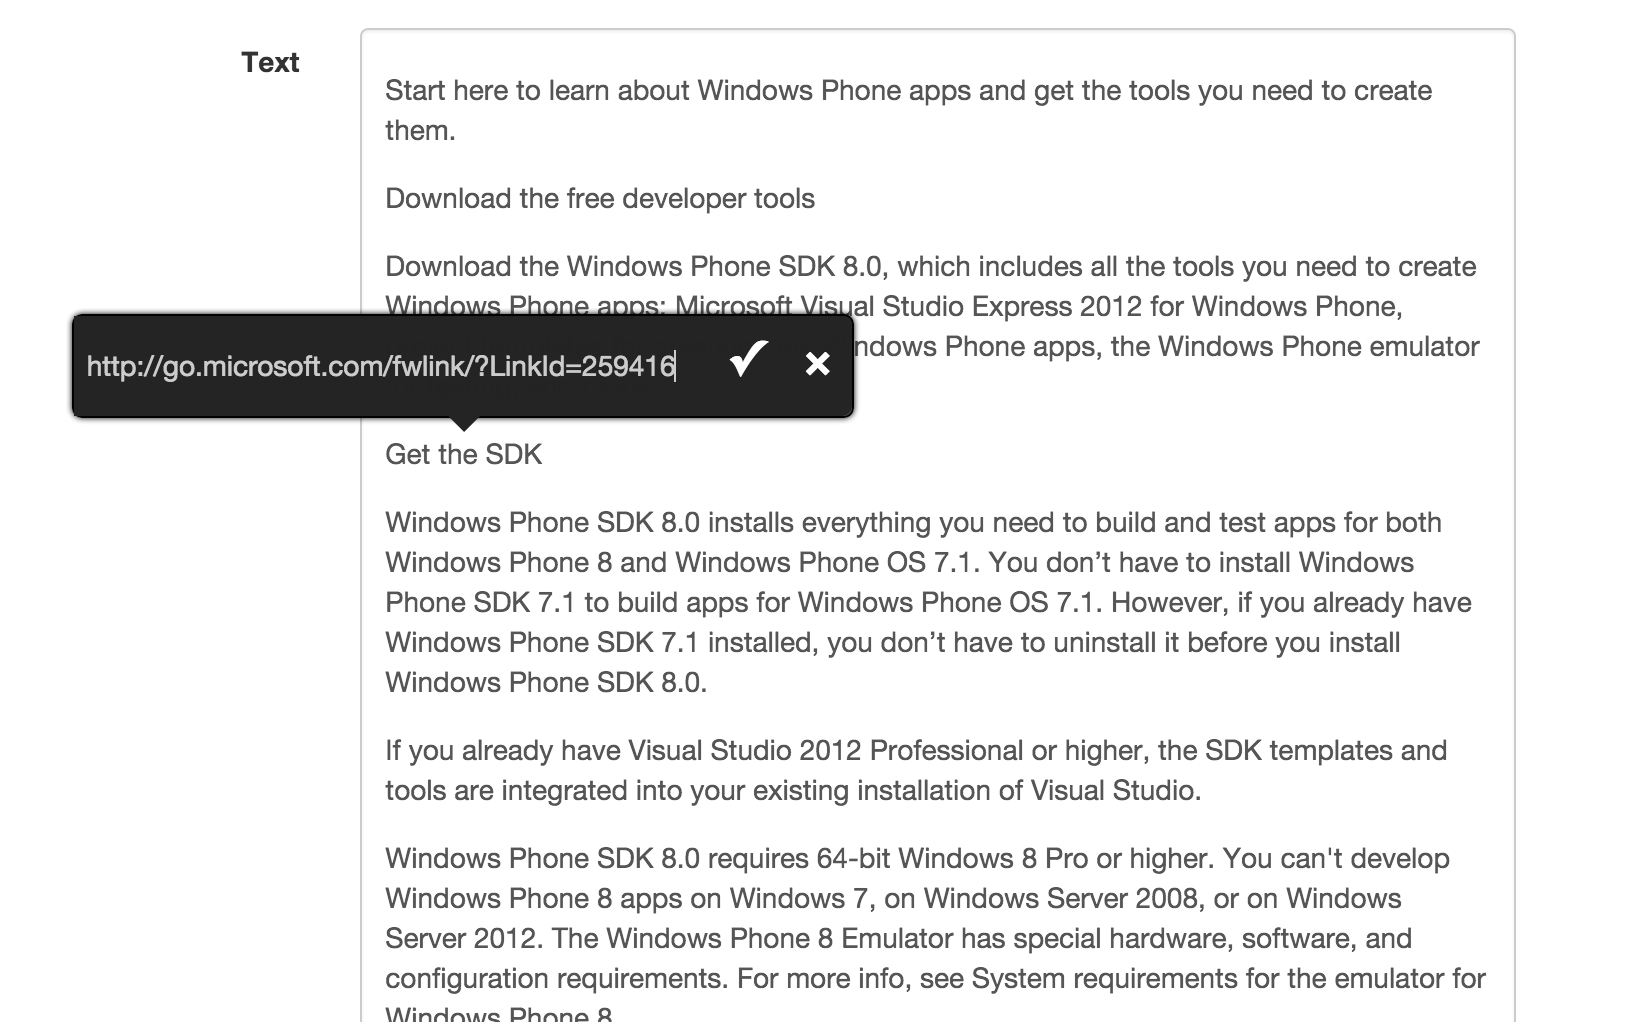 Text
Start here to learn about Windows Phone apps and get the tools you need to create
them.
Download the free developer tools
Download the Windows Phone SDK 8.0, which includes all the tools you need to create
Windows Phone apps: Microsoft Visual Studio Express 2012 for Windows Phone,
ndows Phone apps, the Windows Phone emulator
http://go.microsoft.com/fwlink/?LinkId=259416
Get the SDK
Windows Phone SDK 8.0 installs everything you need to build and test apps for both
Windows Phone 8 and Windows Phone OS 7.1. You don’t have to install Windows
Phone SDK 7.1 to build apps for Windows Phone OS 7.1. However, if you already have
Windows Phone SDK 7.1 installed, you don’t have to uninstall it before you install
Windows Phone SDK 8.0.
If you already have Visual Studio 2012 Professional or higher, the SDK templates and
tools are integrated into your existing installation of Visual Studio.
Windows Phone SDK 8.0 requires 64-bit Windows 8 Pro or higher. You can't develop
Windows Phone 8 apps on Windows 7, on Windows Server 2008, or on Windows
Server 2012. The Windows Phone 8 Emulator has special hardware, software, and
configuration requirements. For more info, see System requirements for the emulator for
Windows Phone 8